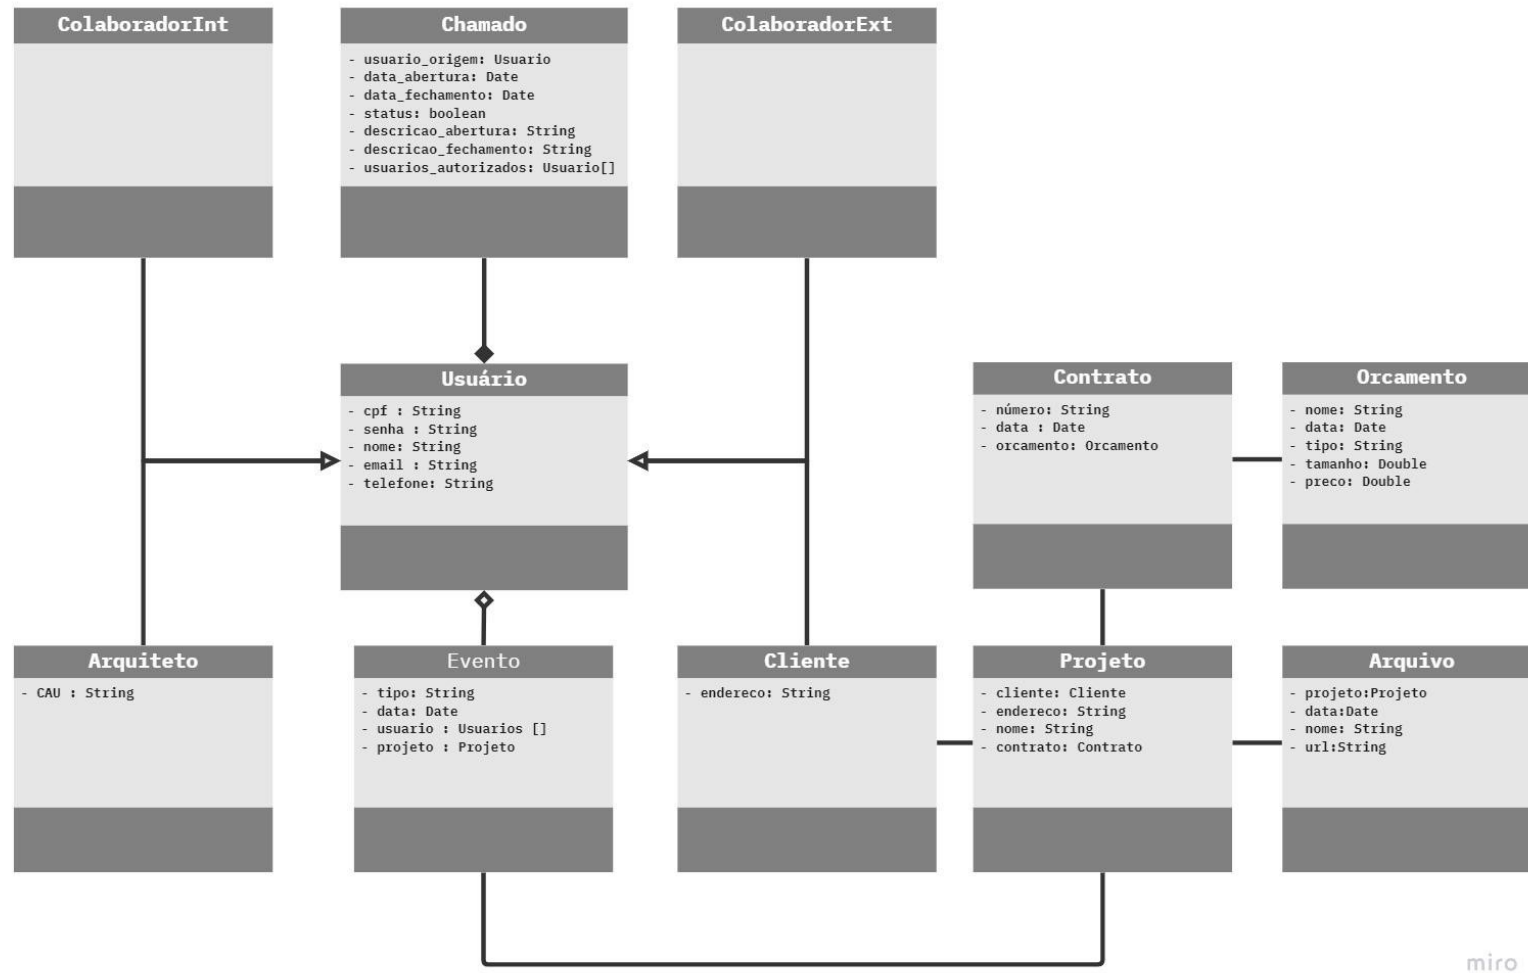 ColaboradorInt
Chamado
- usuario_origem: Usuario
- data_abertura: Date
- data_fechamento: Date
- status: boolean
- descricao_abertura: String
- descricao_fechamento: String
- usuarios_autorizados: Usuario[]
ColaboradorExt
Usuário
- cpf : String
- senha : String
- nome: String
- email : String
- telefone: String
Contrato
- número: String
- data : Date
- orcamento: Orcamento
Orcamento
- nome: String
- data: Date
- tipo: String
- tamanho: Double
- preco: Double
Arquiteto
- CAU : String
Evento
- tipo: String
- data: Date
- usuario : Usuarios []
- projeto : Projeto
Cliente
- endereco: String
Projeto
- cliente: Cliente
- endereco: String
- nome: String
- contrato: Contrato
Arquivo
- projeto:Projeto
- data:Date
- nome: String
- url:String
miro